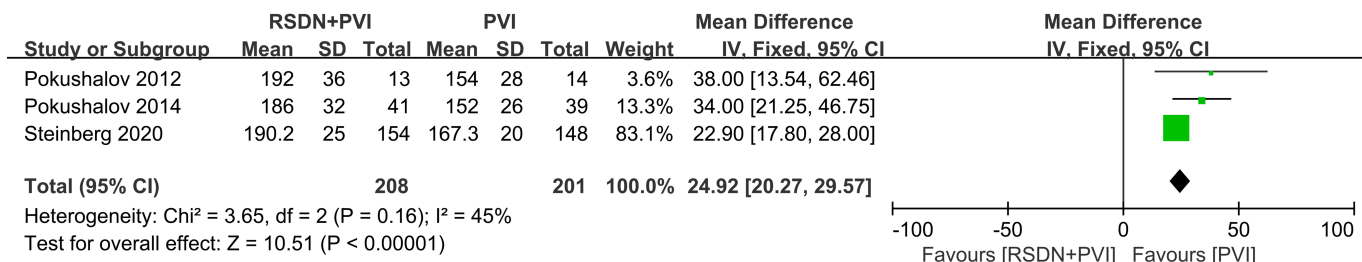 RSDN+PVI PVI Mean Difference Mean Difference
Study or Subgroup Mean SD Total Mean SD Total Weight IV, Fixed, 95% CI IV, Fixed, 95% CI
Pokushalov 2012 192 36 13 154 28 14 3.6% 38.00 [13.54, 62.46]
Pokushalov 2014 186 32 41 152 26 39 13.3% 34.00 [21.25, 46.75]
Steinberg 2020 190.2 25 154 167.3 20 148 83.1% 22.90 [17.80, 28.00]
Total (95% CI) 208 201 100.0% 24.92 [20.27, 29.57]
Heterogeneity: Chi² = 3.65, df = 2 (P = 0.16); I² = 45%
Test for overall effect: Z = 10.51 (P < 0.00001)
-100 -50 0 50 100
Favours [RSDN+PVI] Favours [PVI]